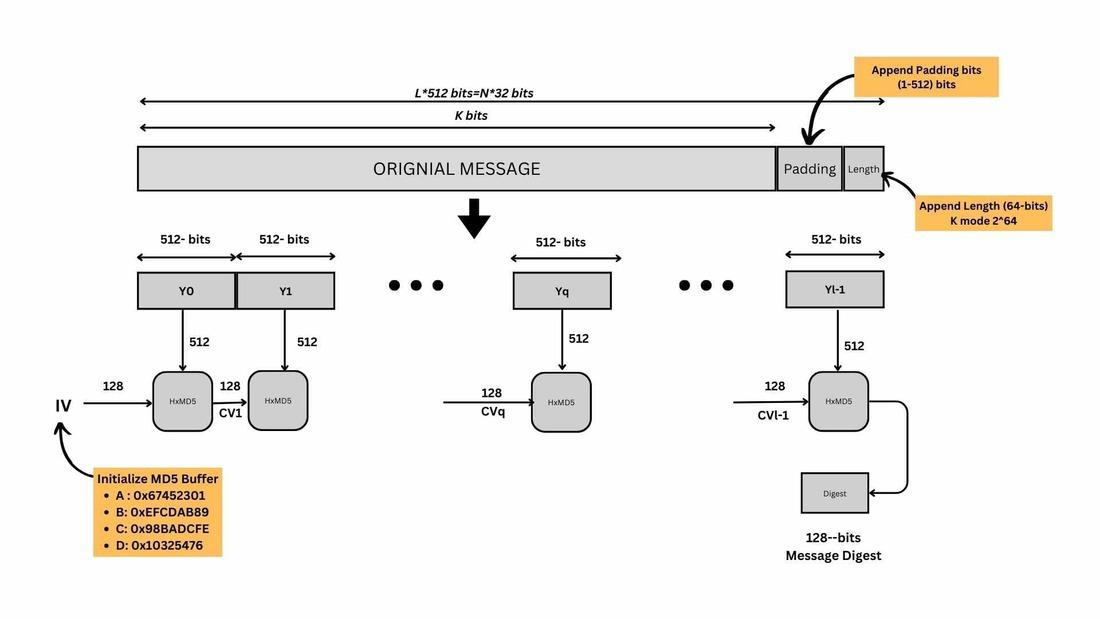 Append Padding bits
(1-512) bits
L*512 bits=N*32 bits
K bits
ORIGNIAL MESSAGE
Padding
Length
Append Length (64-bits)
K mode 2^64
512- bits
512- bits
512- bits
512- bits
Y0
Y1
Yq
Yl-1
512
512
512
512
IV
128
HxMD5
128
CV1
HxMD5
128
CVq
HxMD5
128
CVl-1
HxMD5
Initialize MD5 Buffer
• A : 0x67452301
• B: 0xEFCDAB89
• C: 0x98BADCFE
• D: 0x10325476
Digest
128--bits
Message Digest